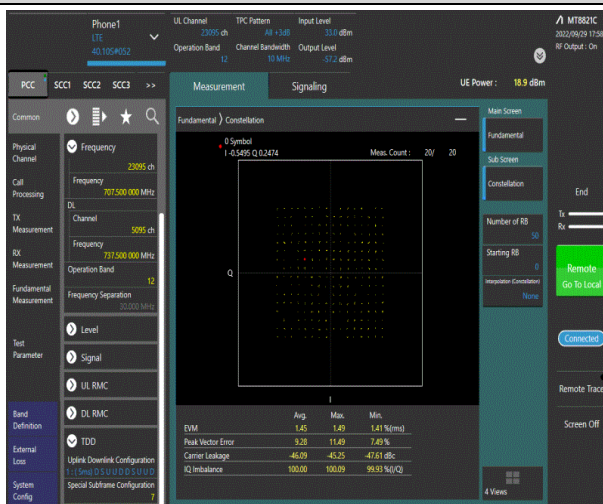 Phone1
LTE
40.105#052
UL Channel
23095 ch
TPC Pattern
All +3dB
Input Level
33.0 dBm
Operation Band
12
Channel Bandwidth
10 MHz
Output Level
-57.2 dBm
MT8821C
2022/09/29 17:58
RF Output : On
PCC
SCC1
SCC2
SCC3
>>
Measurement
Signaling
UE Power : 18.9 dBm
Common
Physical
Channel
Call
Processing
TX
Measurement
RX
Measurement
Fundamental
Measurement
Test
Parameter
Band
Definition
External
Loss
System
Config
Frequency
23095 ch
Frequency
707.500 000 MHz
DL
Channel
5095 ch
Frequency
737.500 000 MHz
Operation Band
12
Frequency Separation
30.000 MHz
Level
Signal
UL RMC
DL RMC
TDD
Uplink Downlink Configuration
1 : ( 5ms) D S U U D D S U U D
Special Subframe Configuration
7
Fundamental ⟩ Constellation
0 Symbol
I -0.5495 Q 0.2474
Meas. Count : 20/ 20
Q
I
Avg. Max. Min.
EVM 1.45 1.49 1.41 %(rms)
Peak Vector Error 9.28 11.49 7.49 %
Carrier Leakage -46.09 -45.25 -47.61 dBc
IQ Imbalance 100.00 100.09 99.93 %(I/Q)
Main Screen
Fundamental
Sub Screen
Constellation
Number of RB
50
Starting RB
0
Interpolation (Constellation)
None
4 Views
End
Tx
Rx
Remote
Go To Local
Connected
Remote Trace
Screen Off